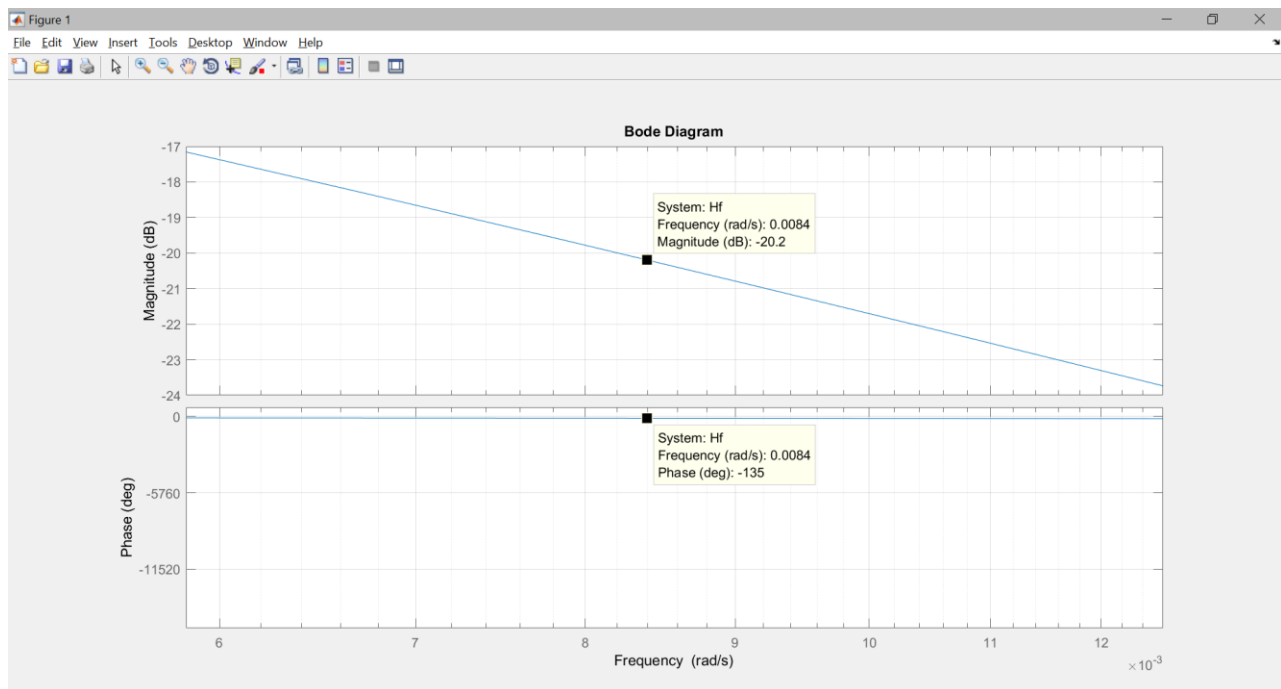 Figure 1
File Edit View Insert Tools Desktop Window Help
Bode Diagram
Magnitude (dB)
-17
-18
-19
-20
-21
-22
-23
-24
System: Hf
Frequency (rad/s): 0.0084
Magnitude (dB): -20.2
Phase (deg)
0
-5760
-11520
System: Hf
Frequency (rad/s): 0.0084
Phase (deg): -135
6 7 8 9 10 11 12
×10⁻³
Frequency (rad/s)